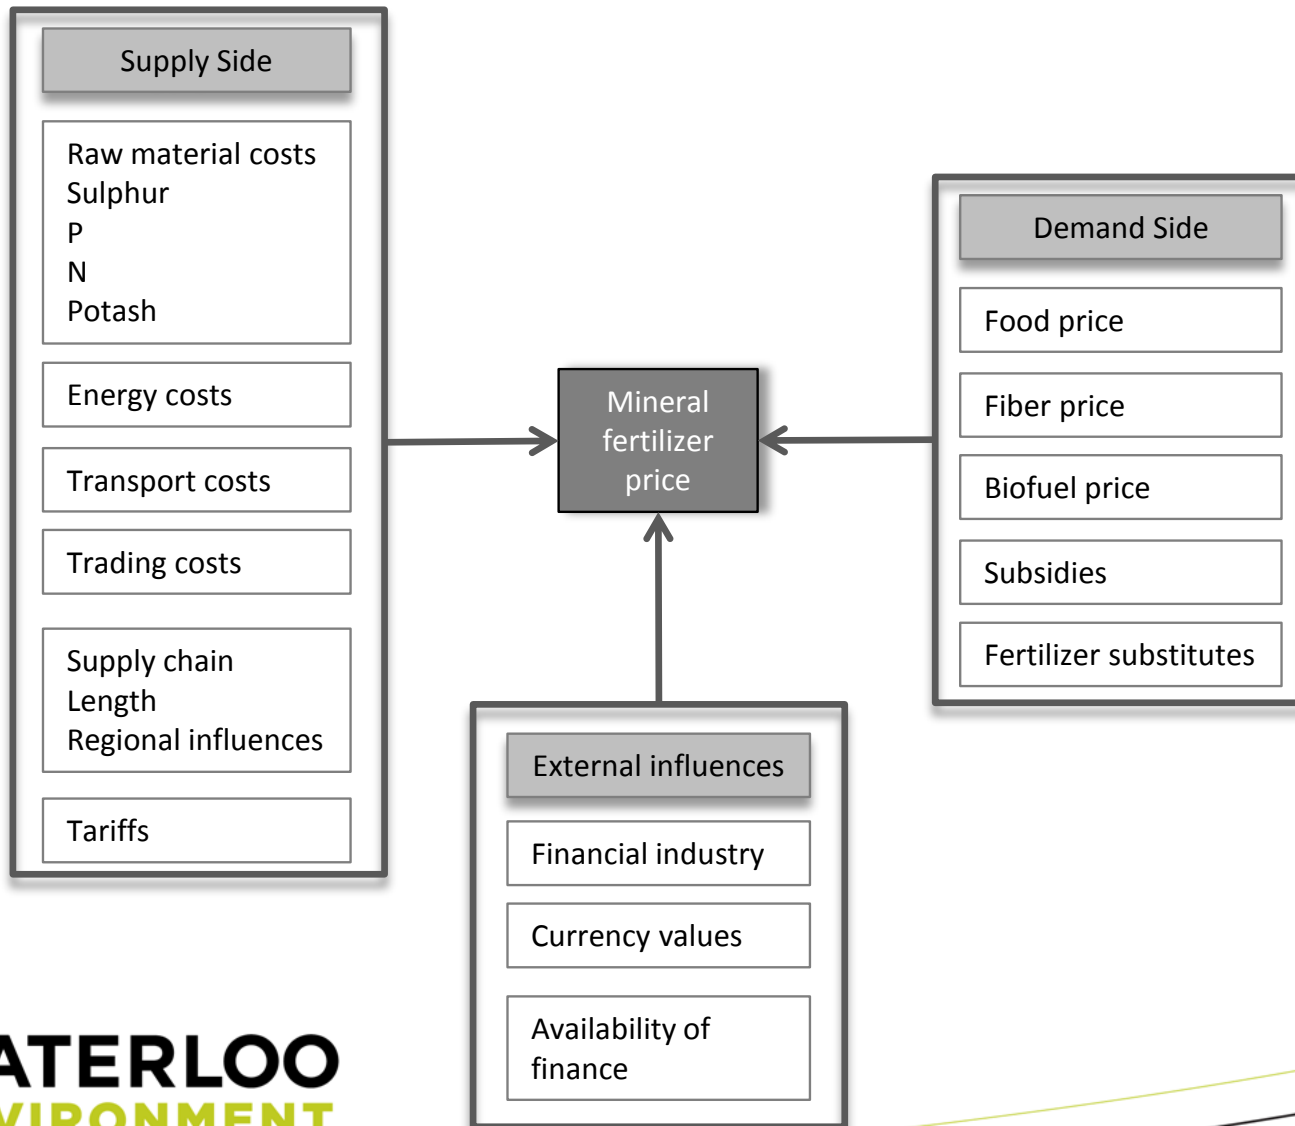 Supply Side
Raw material costs
Sulphur
P
N
Potash
Energy costs
Transport costs
Trading costs
Supply chain
Length
Regional influences
Tariffs
Mineral
fertilizer
price
Demand Side
Food price
Fiber price
Biofuel price
Subsidies
Fertilizer substitutes
External influences
Financial industry
Currency values
Availability of
finance
ATERLOO
VIRONMENT